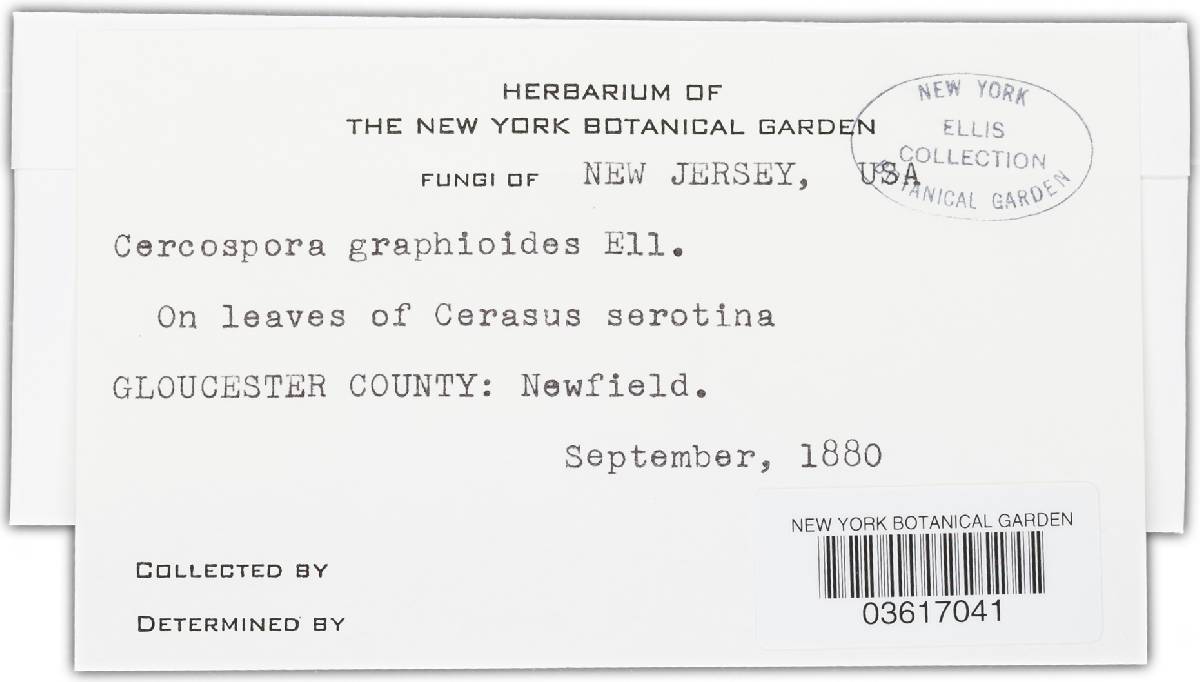 HERBARIUM OF
THE NEW YORK BOTANICAL GARDEN
FUNGI OF NEW JERSEY, USA
NEW YORK
ELLIS
COLLECTION
BOTANICAL GARDEN
Cercospora graphioides Ell.
On leaves of Cerasus serotina
GLOUCESTER COUNTY: Newfield.
September, 1880
NEW YORK BOTANICAL GARDEN
03617041
COLLECTED BY
DETERMINED BY